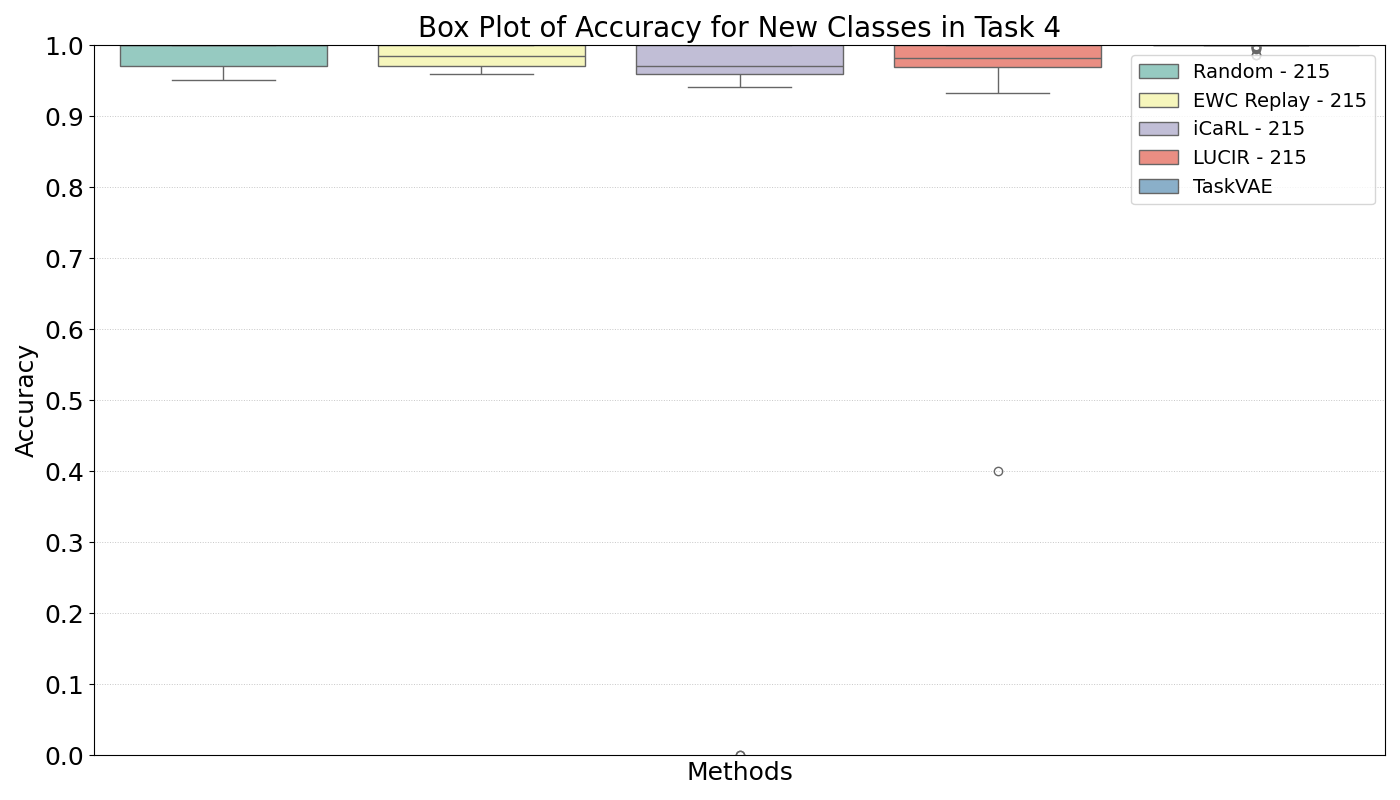 Box Plot of Accuracy for New Classes in Task 4
1.0
0.9
0.8
0.7
0.6
0.5
0.4
0.3
0.2
0.1
0.0
Accuracy
Methods
Random - 215
EWC Replay - 215
iCaRL - 215
LUCIR - 215
TaskVAE